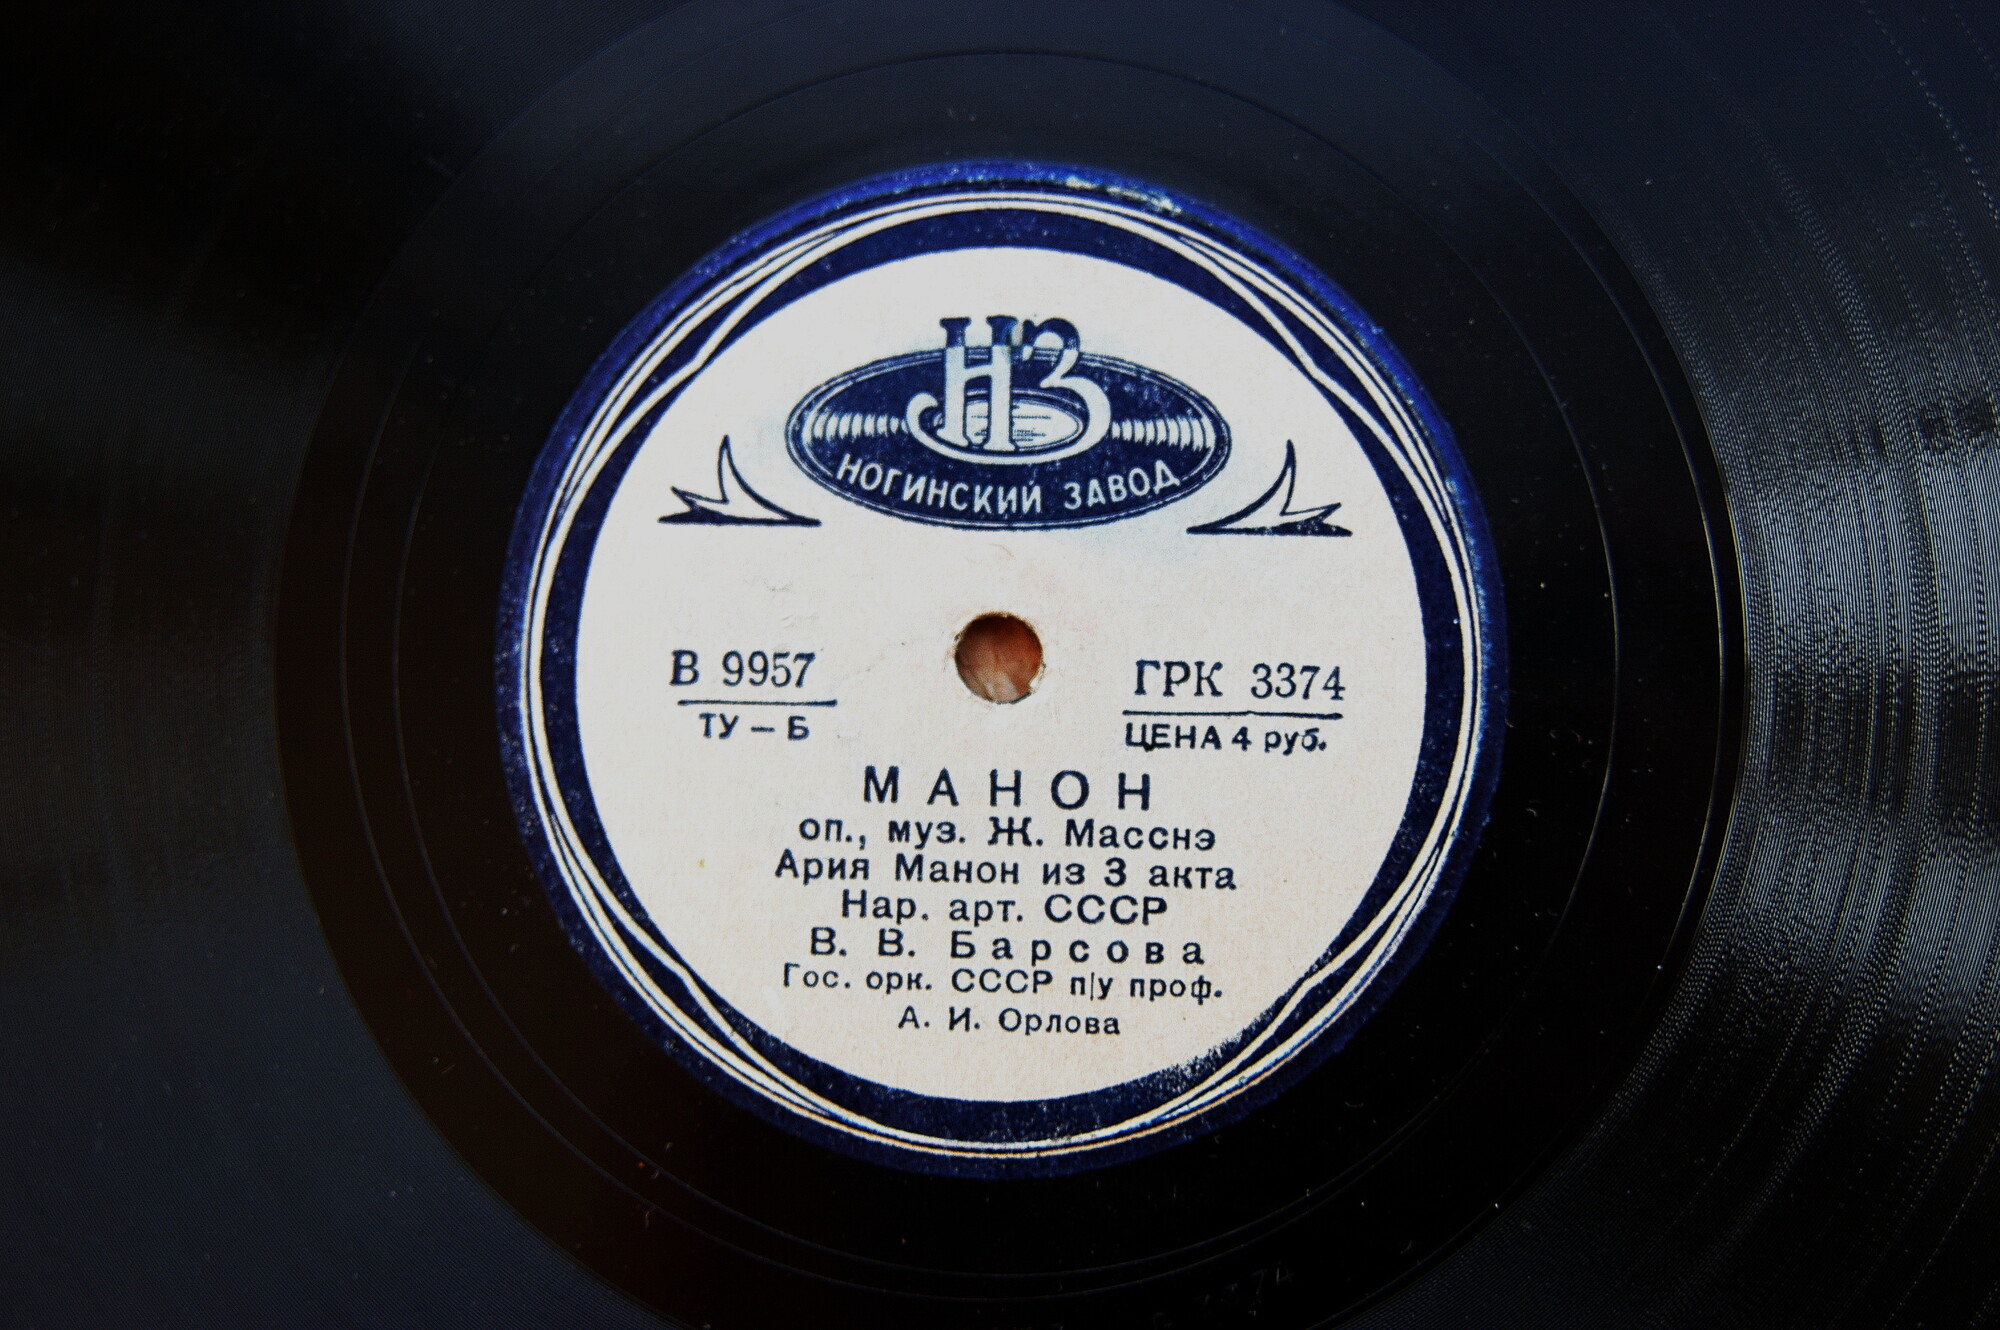 НЗ
НОГИНСКИЙ ЗАВОД
В 9957
ТУ — Б
ГРК 3374
ЦЕНА 4 руб.
МАНОН
оп., муз. Ж. Масснэ
Ария Манон из 3 акта
Нар. арт. СССР
В. В. Барсова
Гос. орк. СССР п/у проф.
А. И. Орлова